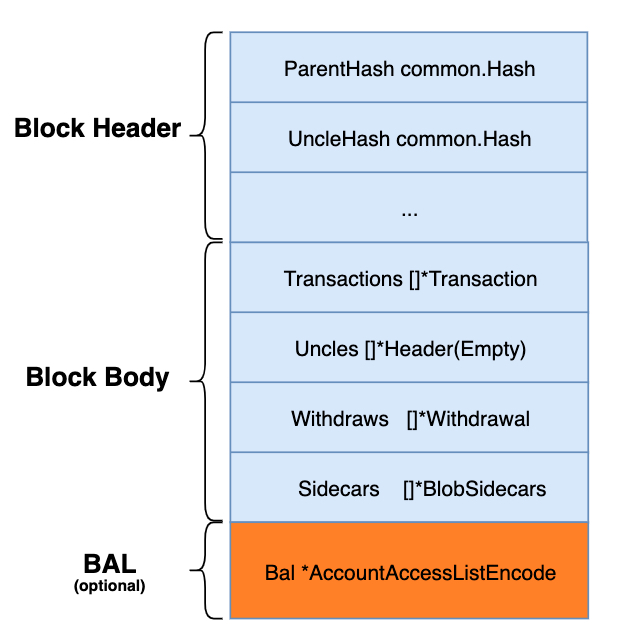 Block Header
ParentHash common.Hash
UncleHash common.Hash
...
Block Body
Transactions []*Transaction
Uncles []*Header(Empty)
Withdraws []*Withdrawal
Sidecars []*BlobSidecars
BAL
(optional)
Bal *AccountAccessListEncode